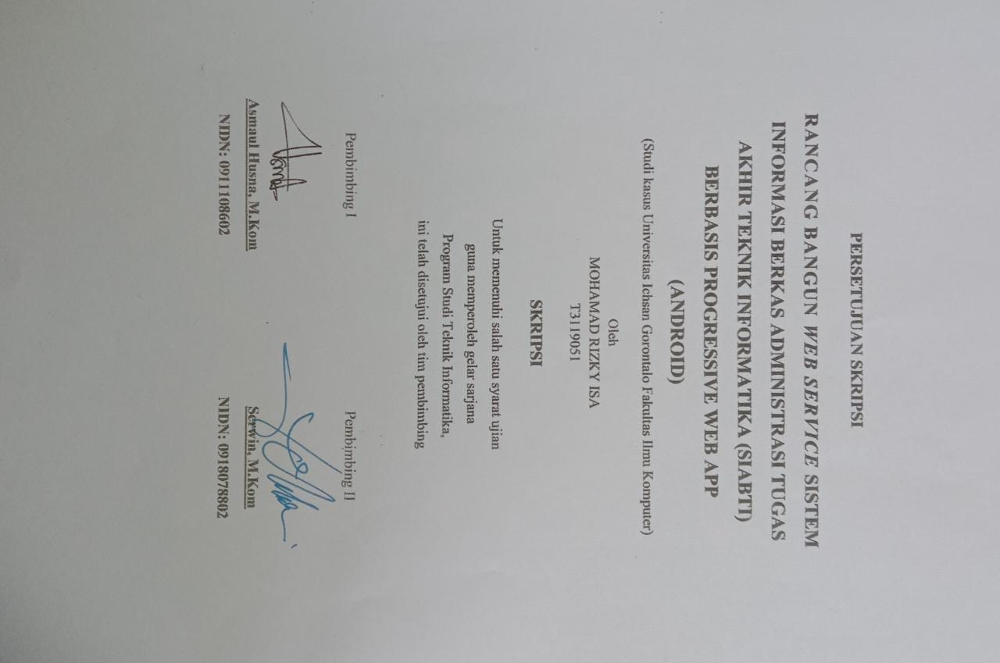 PERSETUJUAN SKRIPSI
RANCANG BANGUN WEB SERVICE SISTEM
INFORMASI BERKAS ADMINISTRASI TUGAS
AKHIR TEKNIK INFORMATIKA (SIABTI)
BERBASIS PROGRESSIVE WEB APP
(ANDROID)
(Studi kasus Universitas Ichsan Gorontalo Fakultas Ilmu Komputer)
Oleh
MOHAMAD RIZKY ISA
T3119051
SKRIPSI
Untuk memenuhi salah satu syarat ujian
guna memperoleh gelar sarjana
Program Studi Teknik Informatika,
ini telah disetujui oleh tim pembimbing
Pembimbing I
Asmaul Husna, M.Kom
NIDN: 0911108602
Pembimbing II
Serwin, M.Kom
NIDN: 0918078802